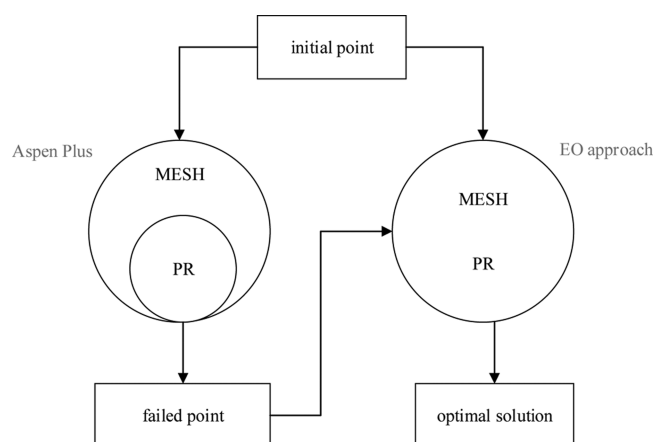 initial point
Aspen Plus
EO approach
MESH
MESH
PR
PR
failed point
optimal solution